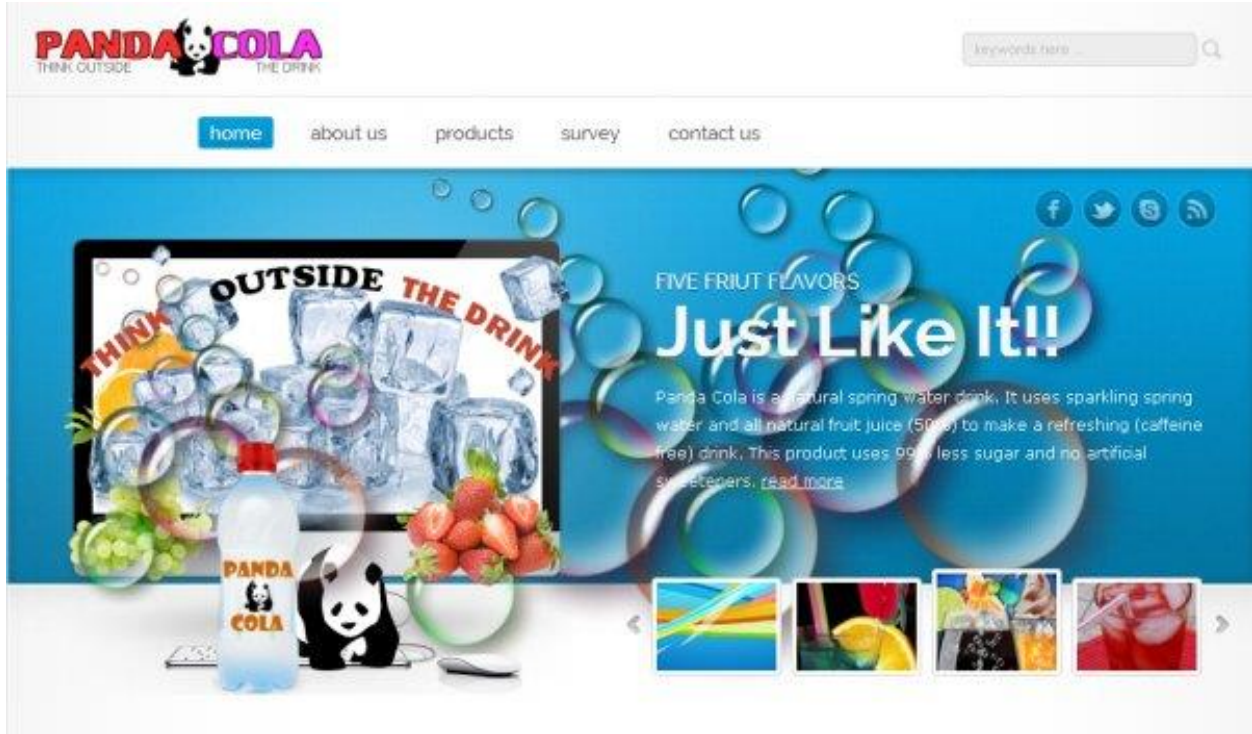 PANDA COLA
THINK OUTSIDE THE DRINK
keywords here ...
home about us products survey contact us
THINK OUTSIDE THE DRINK
FIVE FRIUT FLAVORS
Just Like It!!
Panda Cola is a natural spring water drink. It uses sparkling spring
water and all natural fruit juice (50%) to make a refreshing (caffeine
free) drink. This product uses 99% less sugar and no artificial
sweeteners. read more
PANDA
COLA